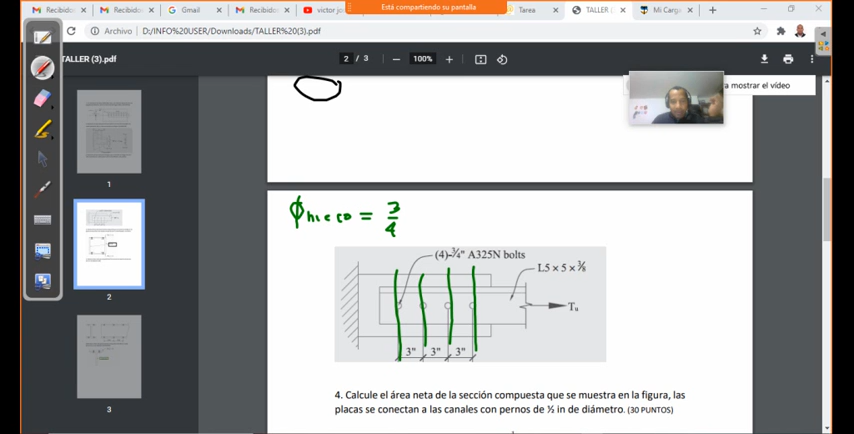 Está compartiendo su pantalla
Recibido
Recibido
Gmail
Recibido
victor jo
Tarea
TALLER (
Mi Carga
Archivo
D:/INFO%20USER/Downloads/TALLER%20(3).pdf
TALLER (3).pdf
2 / 3
100%
mostrar el vídeo
1
2
3
= 3/4
(4)-¾" A325N bolts
L5 × 5 × ⅜
Tu
3" 3" 3"
4. Calcule el área neta de la sección compuesta que se muestra en la figura, las
placas se conectan a las canales con pernos de ½ in de diámetro. (30 PUNTOS)